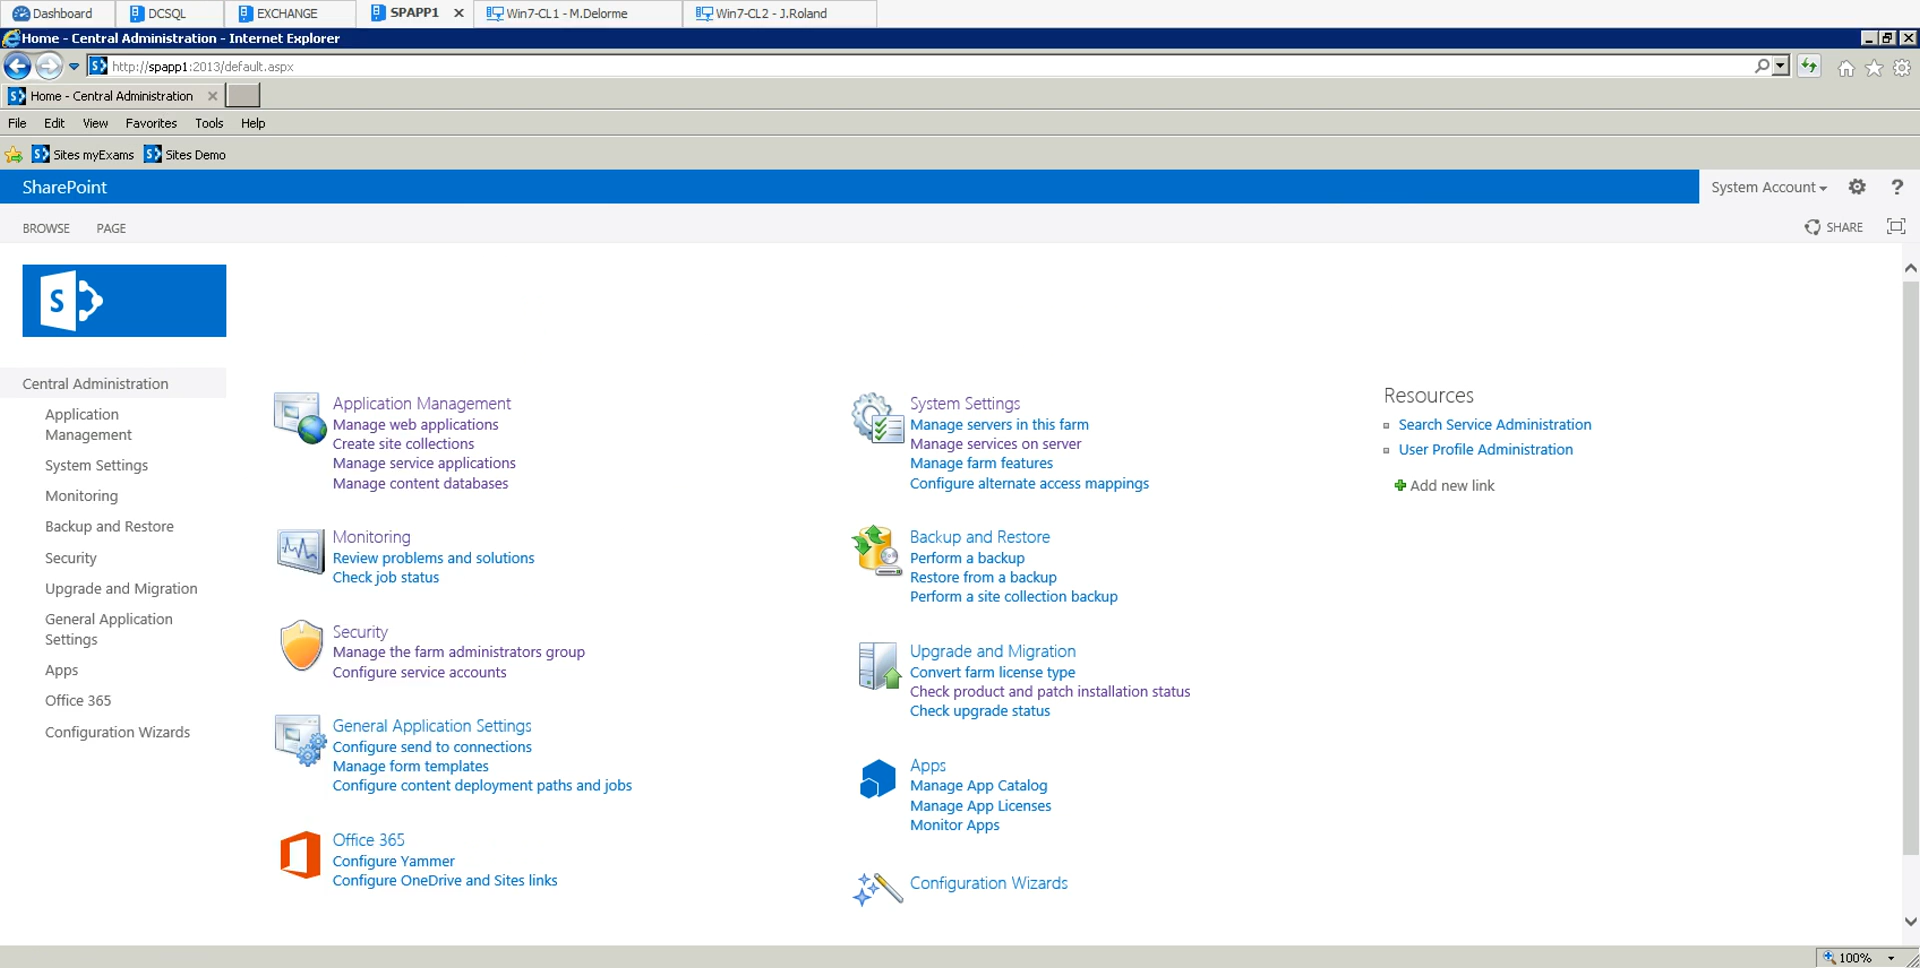 Dashboard
DCSQL
EXCHANGE
SPAPP1
Win7-CL1 - M.Delorme
Win7-CL2 - J.Roland
Home - Central Administration - Internet Explorer
http://spapp1:2013/default.aspx
Home - Central Administration
File Edit View Favorites Tools Help
Sites myExams Sites Demo
SharePoint
System Account
BROWSE PAGE
SHARE
S
Central Administration
Application
Management
System Settings
Monitoring
Backup and Restore
Security
Upgrade and Migration
General Application
Settings
Apps
Office 365
Configuration Wizards
Application Management
Manage web applications
Create site collections
Manage service applications
Manage content databases
Monitoring
Review problems and solutions
Check job status
Security
Manage the farm administrators group
Configure service accounts
General Application Settings
Configure send to connections
Manage form templates
Configure content deployment paths and jobs
Office 365
Configure Yammer
Configure OneDrive and Sites links
System Settings
Manage servers in this farm
Manage services on server
Manage farm features
Configure alternate access mappings
Backup and Restore
Perform a backup
Restore from a backup
Perform a site collection backup
Upgrade and Migration
Convert farm license type
Check product and patch installation status
Check upgrade status
Apps
Manage App Catalog
Manage App Licenses
Monitor Apps
Configuration Wizards
Resources
Search Service Administration
User Profile Administration
Add new link
100%